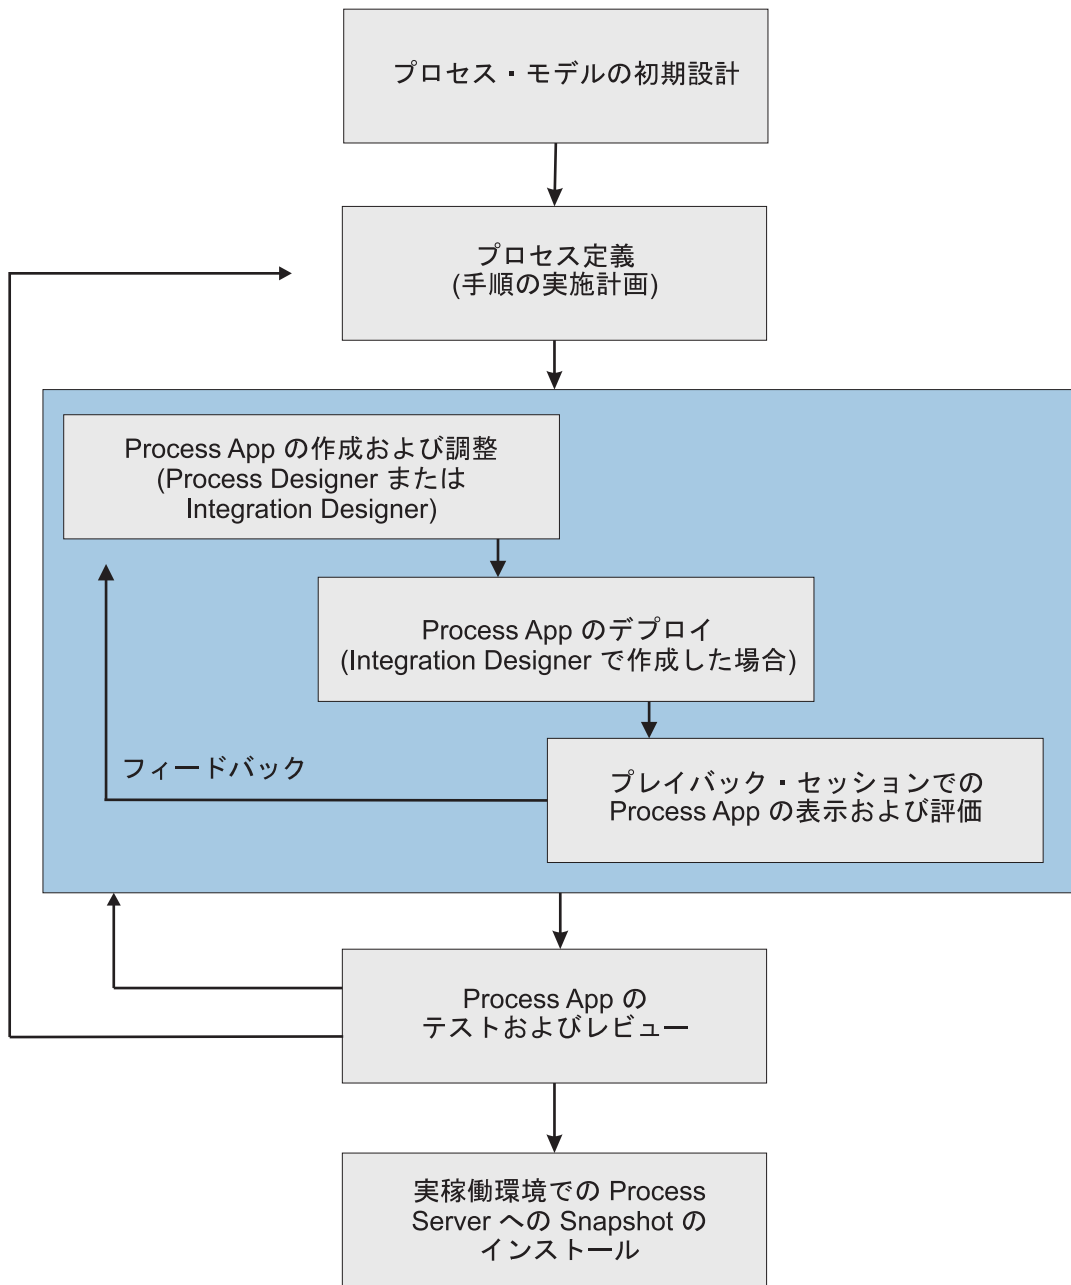 プロセス・モデルの初期設計
プロセス定義
(手順の実施計画)
Process App の作成および調整
(Process Designer または
Integration Designer)
Process App のデプロイ
(Integration Designer で作成した場合)
フィードバック
プレイバック・セッションでの
Process App の表示および評価
Process App の
テストおよびレビュー
実稼働環境での Process
Server への Snapshot の
インストール